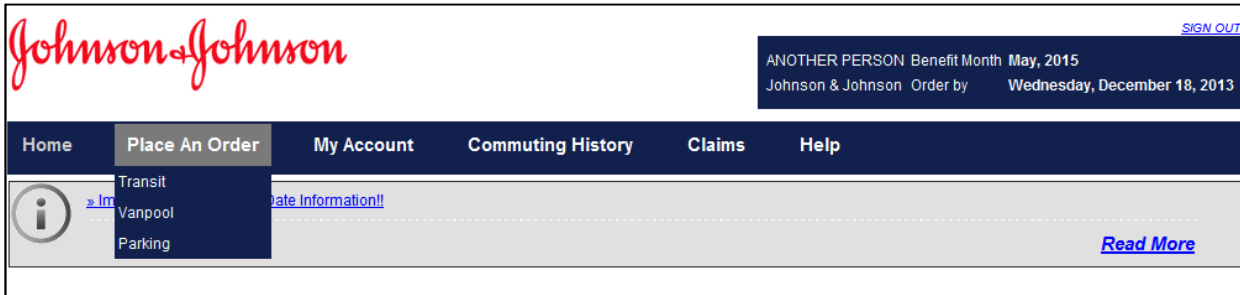 Johnson & Johnson
SIGN OUT
ANOTHER PERSON Benefit Month May, 2015
Johnson & Johnson Order by Wednesday, December 18, 2013
Home Place An Order My Account Commuting History Claims Help
Transit
» Im Date Information!!
Vanpool
Parking
Read More